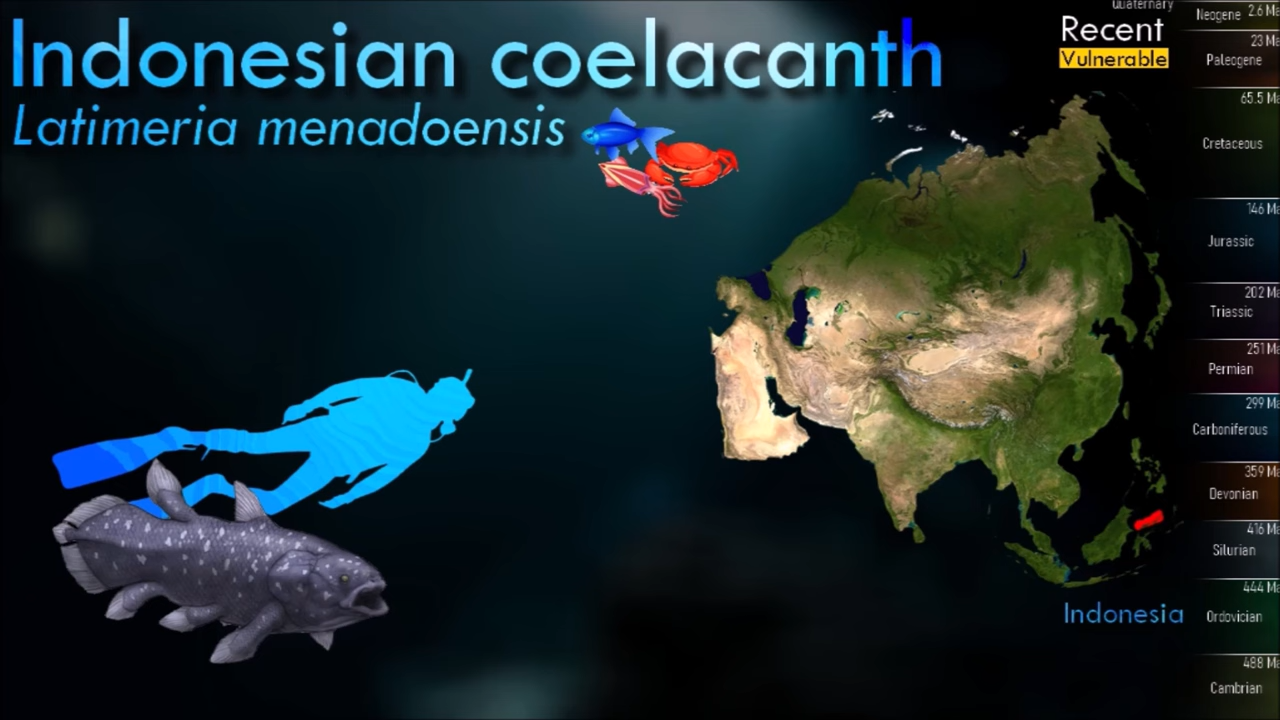 Indonesian coelacanth
Latimeria menadoensis
Recent
Vulnerable
Indonesia
Quaternary
2.6 Ma
Neogene
23 Ma
Paleogene
65.5 Ma
Cretaceous
146 Ma
Jurassic
202 Ma
Triassic
251 Ma
Permian
299 Ma
Carboniferous
359 Ma
Devonian
416 Ma
Silurian
444 Ma
Ordovician
488 Ma
Cambrian